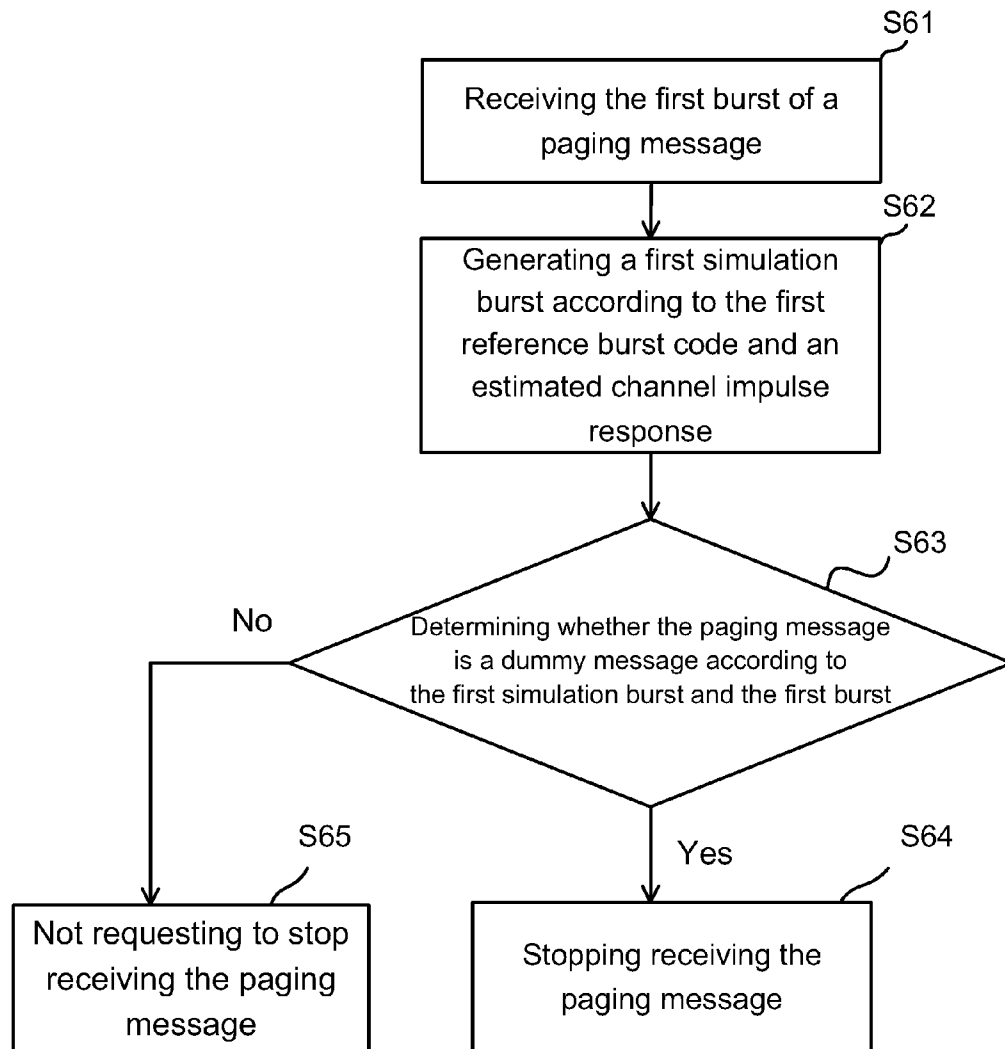 S61
Receiving the first burst of a
paging message
S62
Generating a first simulation
burst according to the first
reference burst code and an
estimated channel impulse
response
S63
Determining whether the paging message
is a dummy message according to
the first simulation burst and the first burst
No
Yes
S65
Not requesting to stop
receiving the paging
message
S64
Stopping receiving the
paging message